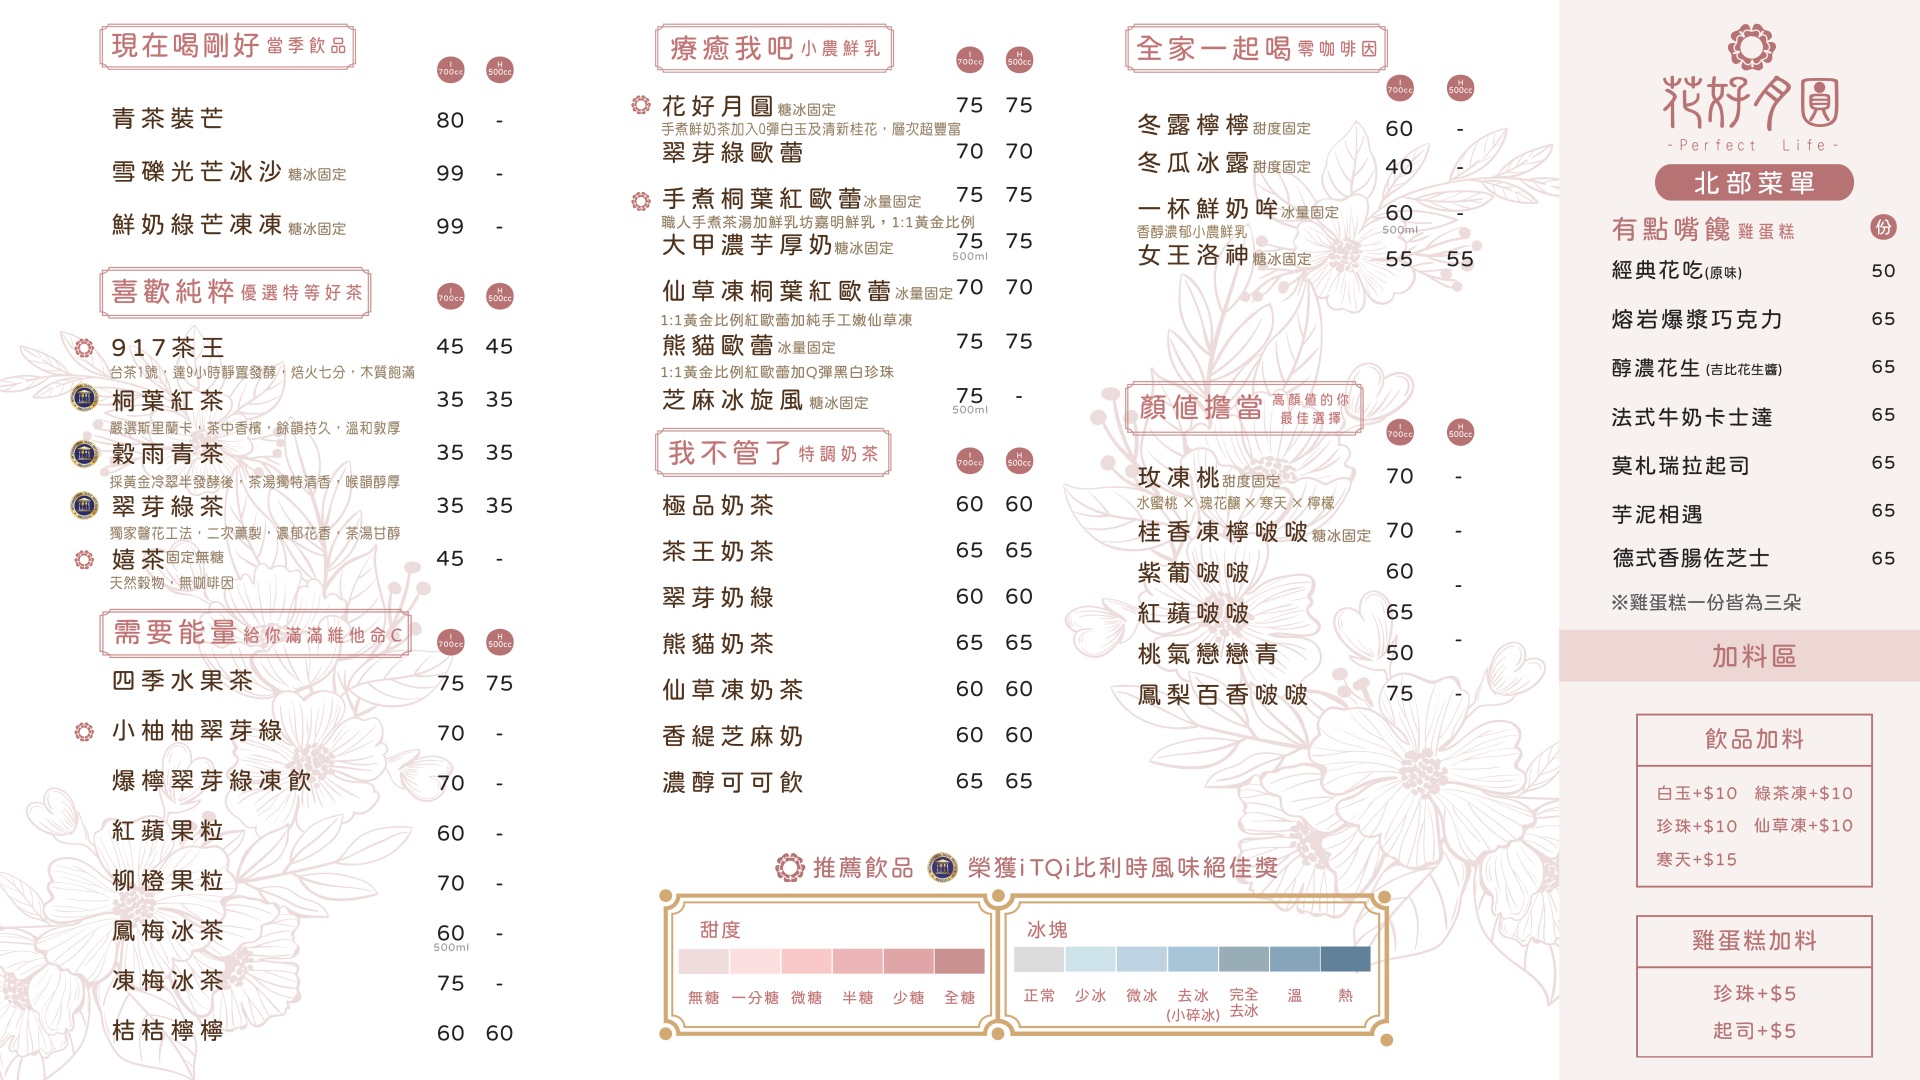 現在喝剛好 當季飲品
I 700cc H 500cc
青茶裝芒 80 -
雪礫光芒冰沙 糖冰固定 99 -
鮮奶綠芒凍凍 糖冰固定 99 -
喜歡純粹 優選特等好茶
I 700cc H 500cc
917茶王 45 45
台茶1號，達9小時靜置發酵，焙火七分，木質飽滿
桐葉紅茶 35 35
嚴選斯里蘭卡，茶中香檳，餘韻持久，溫和敦厚
穀雨青茶 35 35
採黃金冷翠半發酵後，茶湯獨特清香，喉韻醇厚
翠芽綠茶 35 35
獨家馨花工法，二次薰製，濃郁花香，茶湯甘醇
嬉茶固定無糖 45 -
天然穀物，無咖啡因
需要能量 給你滿滿維他命C
I 700cc H 500cc
四季水果茶 75 75
小柚柚翠芽綠 70 -
爆檸翠芽綠凍飲 70 -
紅蘋果粒 60 -
柳橙果粒 70 -
鳳梅冰茶 60 -
500ml
凍梅冰茶 75 -
桔桔檸檸 60 60
療癒我吧 小農鮮乳
I 700cc H 500cc
花好月圓 糖冰固定 75 75
手煮鮮奶茶加入Q彈白玉及清新桂花，層次超豐富
翠芽綠歐蕾 70 70
手煮桐葉紅歐蕾 冰量固定 75 75
職人手煮茶湯加鮮乳坊嘉明鮮乳，1:1黃金比例
大甲濃芋厚奶 糖冰固定 75 75
500ml
仙草凍桐葉紅歐蕾 冰量固定 70 70
1:1黃金比例紅歐蕾加純手工嫩仙草凍
熊貓歐蕾 冰量固定 75 75
1:1黃金比例紅歐蕾加Q彈黑白珍珠
芝麻冰旋風 糖冰固定 75 -
500ml
我不管了 特調奶茶
I 700cc H 500cc
極品奶茶 60 60
茶王奶茶 65 65
翠芽奶綠 60 60
熊貓奶茶 65 65
仙草凍奶茶 60 60
香緹芝麻奶 60 60
濃醇可可飲 65 65
全家一起喝 零咖啡因
I 700cc H 500cc
冬露檸檸 甜度固定 60 -
冬瓜冰露 甜度固定 40 -
一杯鮮奶哞 冰量固定 60 -
香醇濃郁小農鮮乳 500ml
女王洛神 糖冰固定 55 55
顏值擔當 高顏值的你
最佳選擇
I 700cc H 500cc
玫凍桃 甜度固定 70 -
水蜜桃 × 瑰花釀 × 寒天 × 檸檬
桂香凍檸啵啵 糖冰固定 70 -
紫葡啵啵 60 -
紅蘋啵啵 65
桃氣戀戀青 50 -
鳳梨百香啵啵 75 -
推薦飲品 榮獲iTQi比利時風味絕佳獎
甜度
無糖 一分糖 微糖 半糖 少糖 全糖
冰塊
正常 少冰 微冰 去冰 完全 溫 熱
(小碎冰) 去冰
花好月圓
-Perfect Life-
北部菜單
有點嘴饞 雞蛋糕 份
經典花吃(原味) 50
熔岩爆漿巧克力 65
醇濃花生 (吉比花生醬) 65
法式牛奶卡士達 65
莫札瑞拉起司 65
芋泥相遇 65
德式香腸佐芝士 65
※雞蛋糕一份皆為三朵
加料區
飲品加料
白玉+$10 綠茶凍+$10
珍珠+$10 仙草凍+$10
寒天+$15
雞蛋糕加料
珍珠+$5
起司+$5